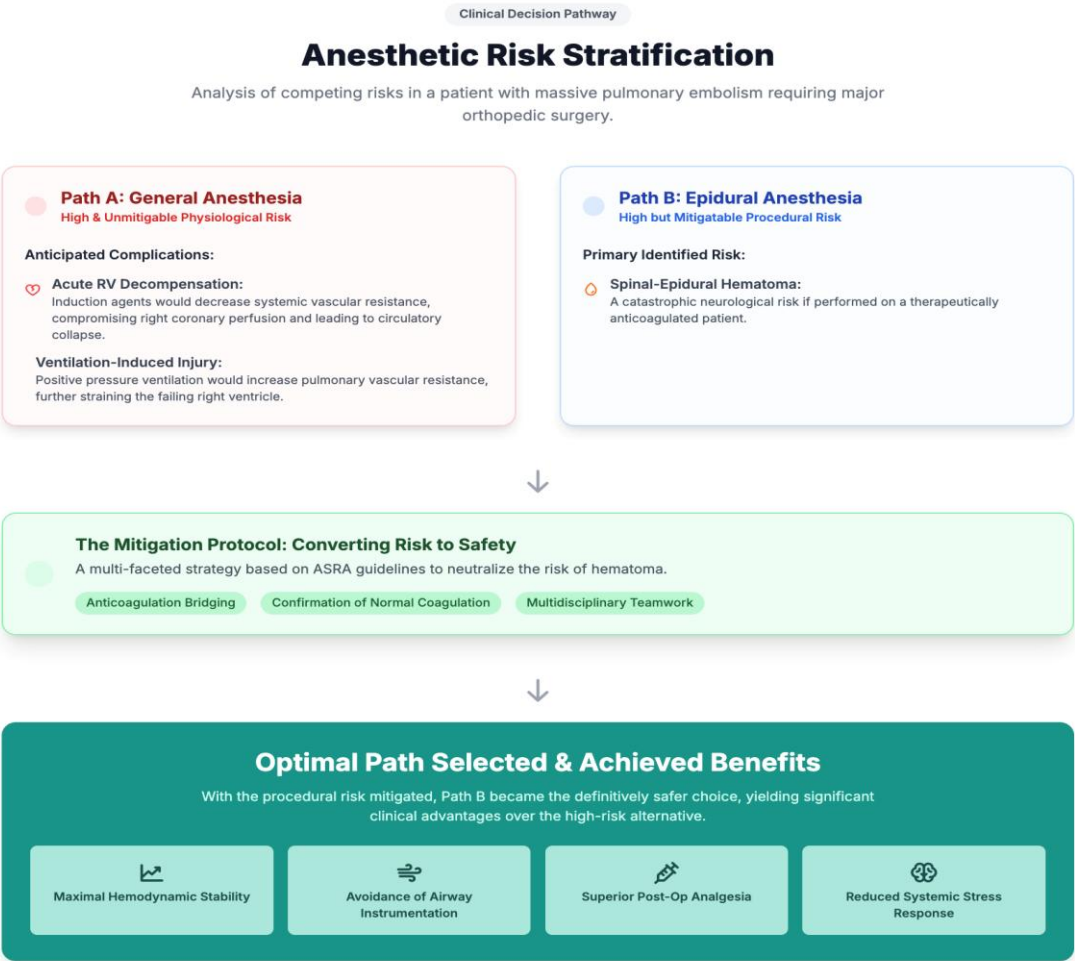 Clinical Decision Pathway
Anesthetic Risk Stratification
Analysis of competing risks in a patient with massive pulmonary embolism requiring major
orthopedic surgery.
Path A: General Anesthesia
High & Unmitigable Physiological Risk
Anticipated Complications:
Acute RV Decompensation:
Induction agents would decrease systemic vascular resistance,
compromising right coronary perfusion and leading to circulatory
collapse.
Ventilation-Induced Injury:
Positive pressure ventilation would increase pulmonary vascular resistance,
further straining the failing right ventricle.
Path B: Epidural Anesthesia
High but Mitigatable Procedural Risk
Primary Identified Risk:
Spinal-Epidural Hematoma:
A catastrophic neurological risk if performed on a therapeutically
anticoagulated patient.
The Mitigation Protocol: Converting Risk to Safety
A multi-faceted strategy based on ASRA guidelines to neutralize the risk of hematoma.
Anticoagulation Bridging
Confirmation of Normal Coagulation
Multidisciplinary Teamwork
Optimal Path Selected & Achieved Benefits
With the procedural risk mitigated, Path B became the definitively safer choice, yielding significant
clinical advantages over the high-risk alternative.
Maximal Hemodynamic Stability
Avoidance of Airway
Instrumentation
Superior Post-Op Analgesia
Reduced Systemic Stress
Response